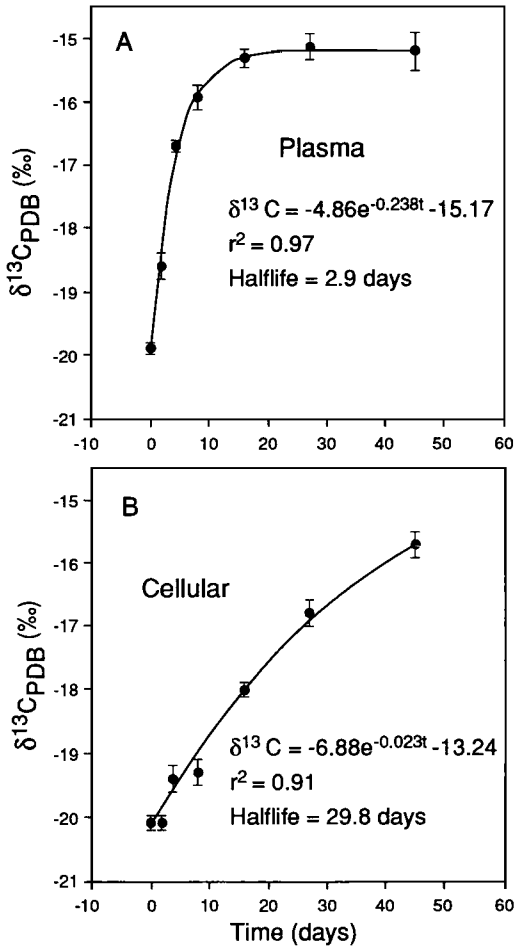 A
Plasma
δ¹³ C = -4.86e⁻⁰·²³⁸ᵗ -15.17
r² = 0.97
Halflife = 2.9 days
δ¹³CPDB (‰)
-15
-16
-17
-18
-19
-20
-21
-10 0 10 20 30 40 50 60
B
Cellular
δ¹³ C = -6.88e⁻⁰·⁰²³ᵗ -13.24
r² = 0.91
Halflife = 29.8 days
δ¹³CPDB (‰)
-15
-16
-17
-18
-19
-20
-21
-10 0 10 20 30 40 50 60
Time (days)